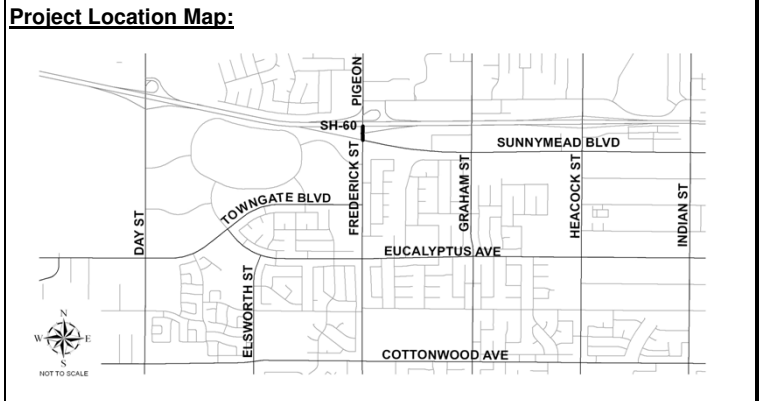 Project Location Map:
PIGEON
SH-60
SUNNYMEAD BLVD
FREDERICK ST
GRAHAM ST
HEACOCK ST
INDIAN ST
TOWNGATE BLVD
DAY ST
EUCALYPTUS AVE
ELSWORTH ST
COTTONWOOD AVE
N
W E
S
NOT TO SCALE